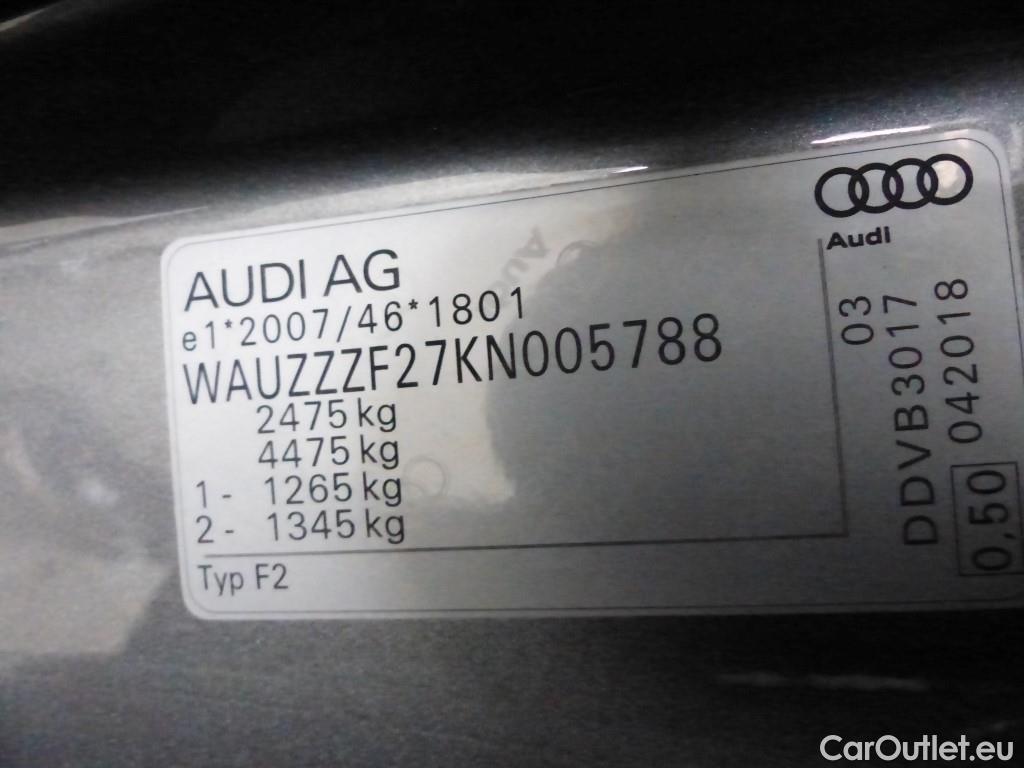 Audi
AUDI AG
e1*2007/46*1801
WAUZZZF27KN005788
2475 kg
4475 kg
1 - 1265 kg
2 - 1345 kg
Typ F2
03
DDVB3017
042018
0,50
CarOutlet.eu